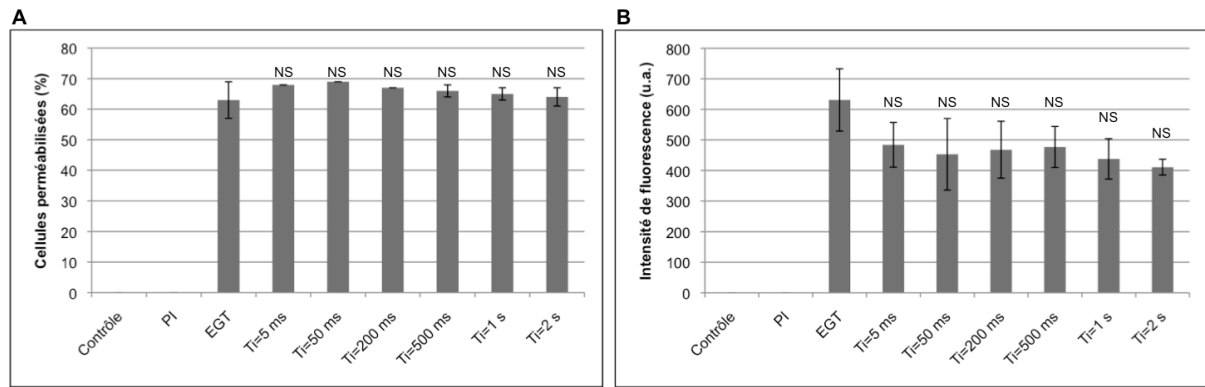 A
Cellules perméabilisées (%)
80
70
60
50
40
30
20
10
0
NS NS NS NS NS NS
Contrôle
PI
EGT
Ti=5 ms
Ti=50 ms
Ti=200 ms
Ti=500 ms
Ti=1 s
Ti=2 s
B
Intensité de fluorescence (u.a.)
800
700
600
500
400
300
200
100
0
NS NS NS NS NS NS
Contrôle
PI
EGT
Ti=5 ms
Ti=50 ms
Ti=200 ms
Ti=500 ms
Ti=1 s
Ti=2 s